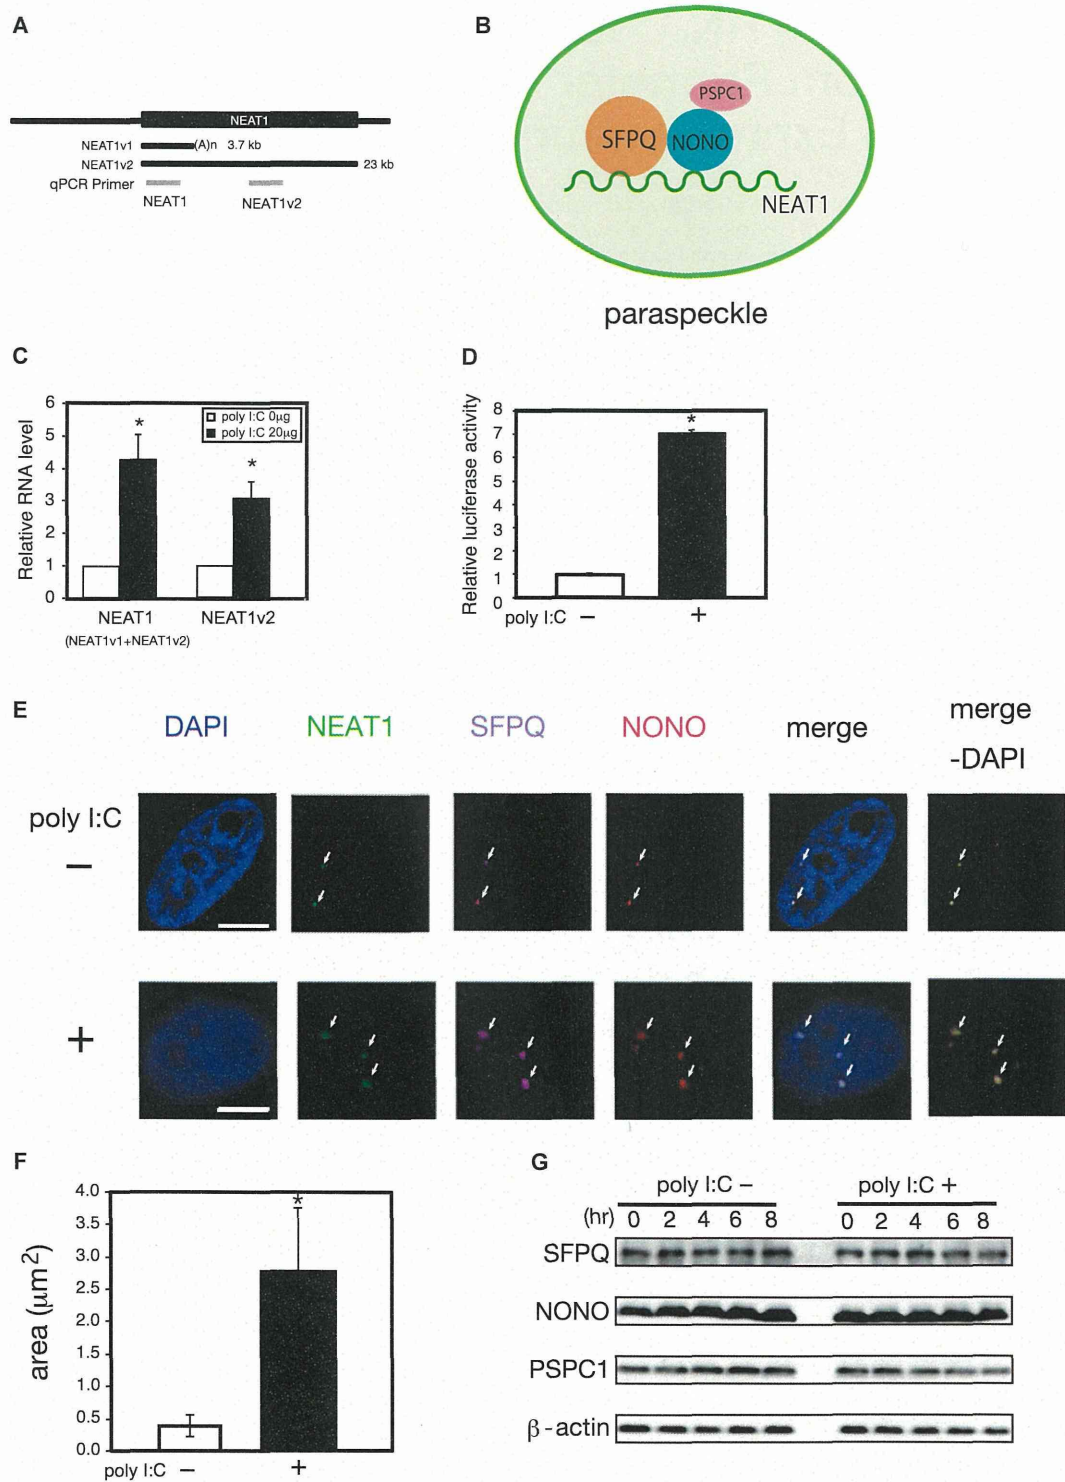 A
NEAT1
NEAT1v1 (A)n 3.7 kb
NEAT1v2 23 kb
qPCR Primer
NEAT1 NEAT1v2
B
PSPC1
SFPQ NONO
NEAT1
paraspeckle
C
Relative RNA level
6
5
4
3
2
1
0
poly I:C 0μg
poly I:C 20μg
*
*
NEAT1 NEAT1v2
(NEAT1v1+NEAT1v2)
D
Relative luciferase activity
8
7
6
5
4
3
2
1
0
*
poly I:C − +
E
DAPI NEAT1 SFPQ NONO merge merge
-DAPI
poly I:C
−
+
F
area (μm2)
4.0
3.5
3.0
2.5
2.0
1.5
1.0
0.5
0.0
*
poly I:C − +
G
poly I:C − poly I:C +
(hr) 0 2 4 6 8 0 2 4 6 8
SFPQ
NONO
PSPC1
β-actin